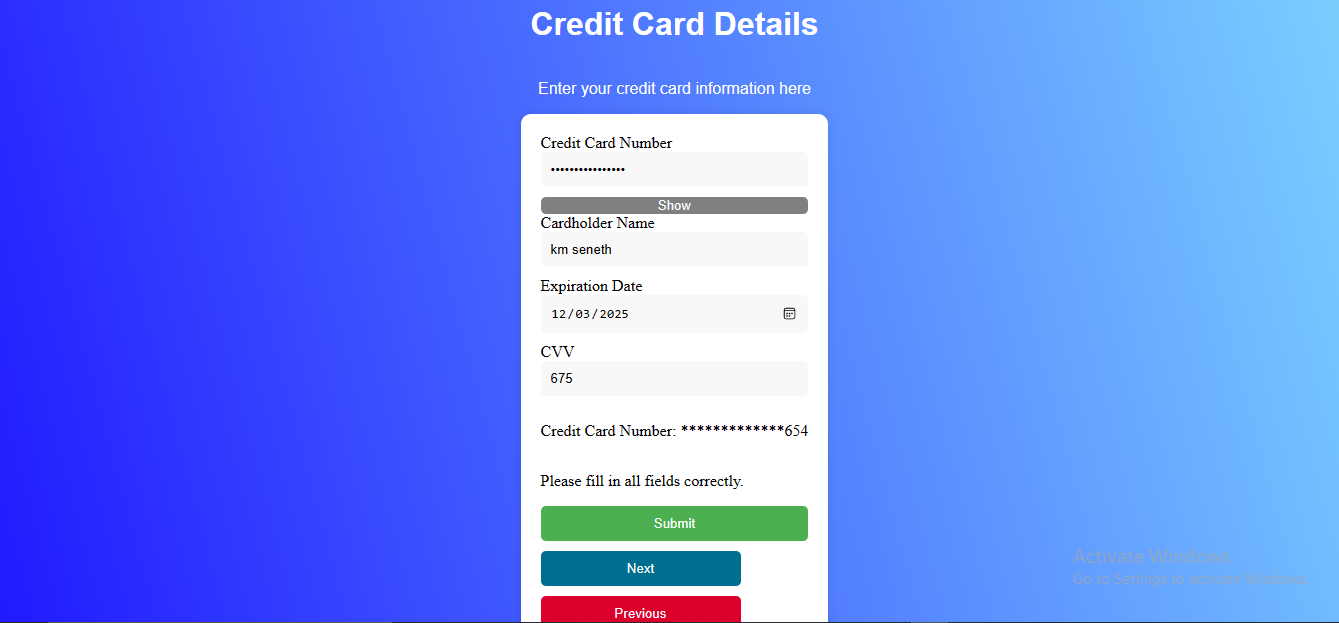 Credit Card Details
Enter your credit card information here
Credit Card Number
••••••••••••••••
Show
Cardholder Name
km seneth
Expiration Date
12/03/2025
CVV
675
Credit Card Number: *************654
Please fill in all fields correctly.
Submit
Next
Activate Windows
Go to Settings to activate Windows.
Previous